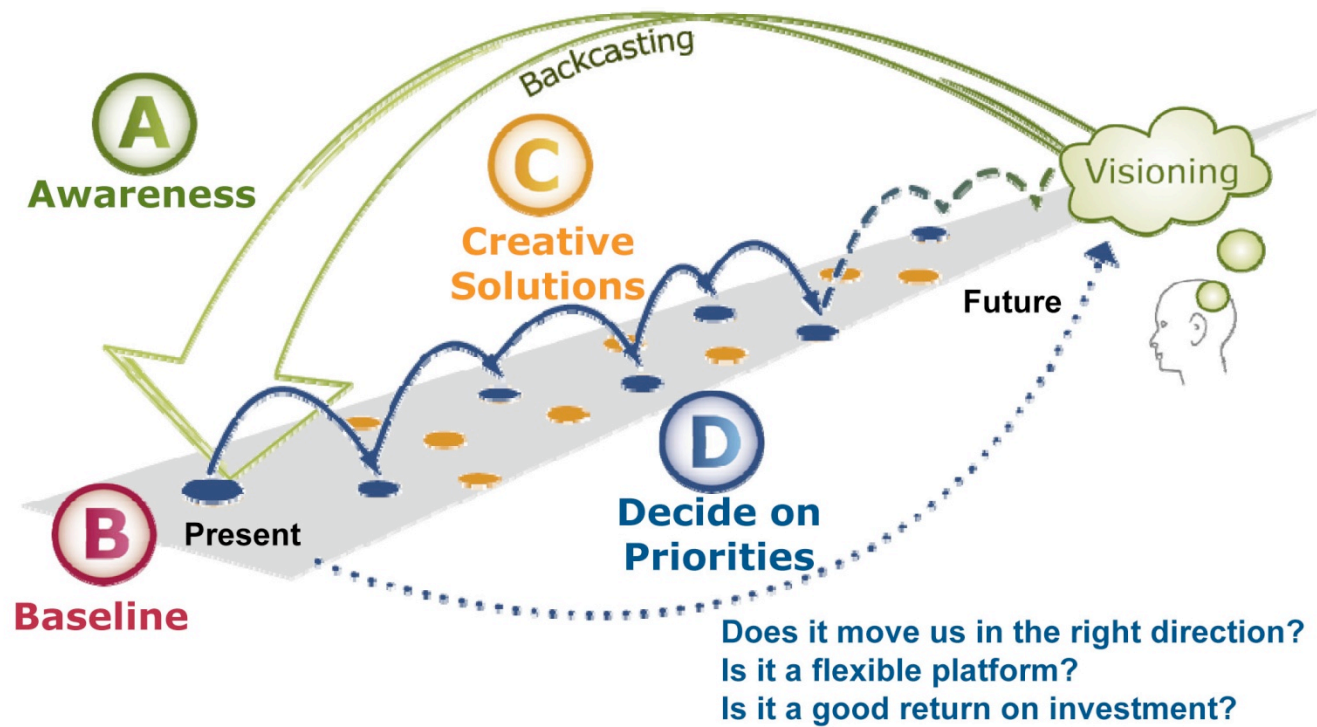 Backcasting
A
Awareness
C
Creative
Solutions
Visioning
Future
D
Decide on
Priorities
B
Present
Baseline
Does it move us in the right direction?
Is it a flexible platform?
Is it a good return on investment?